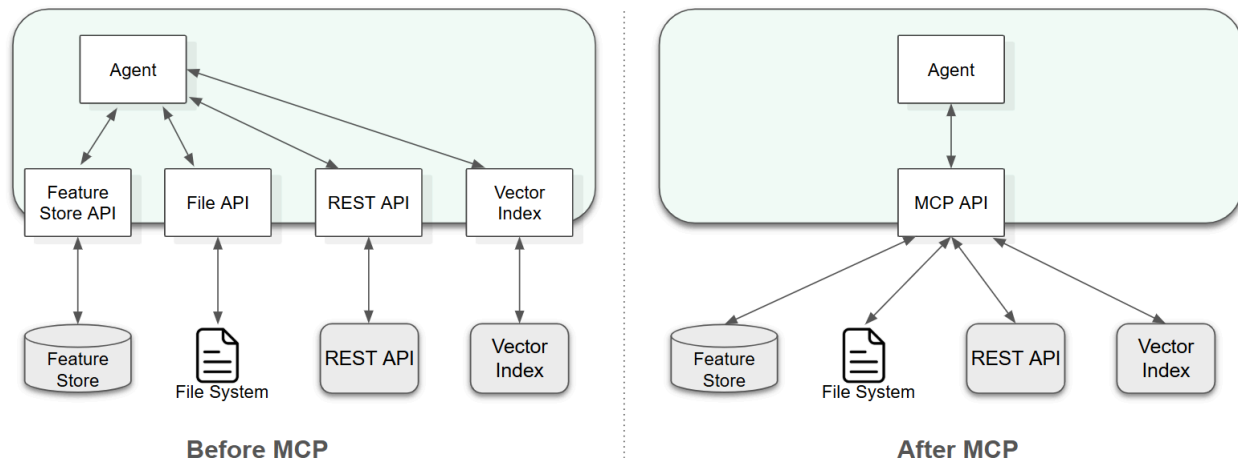 Agent
Feature
Store API
File API
REST API
Vector
Index
Feature
Store
File System
REST API
Vector
Index
Before MCP
Agent
MCP API
Feature
Store
File System
REST API
Vector
Index
After MCP